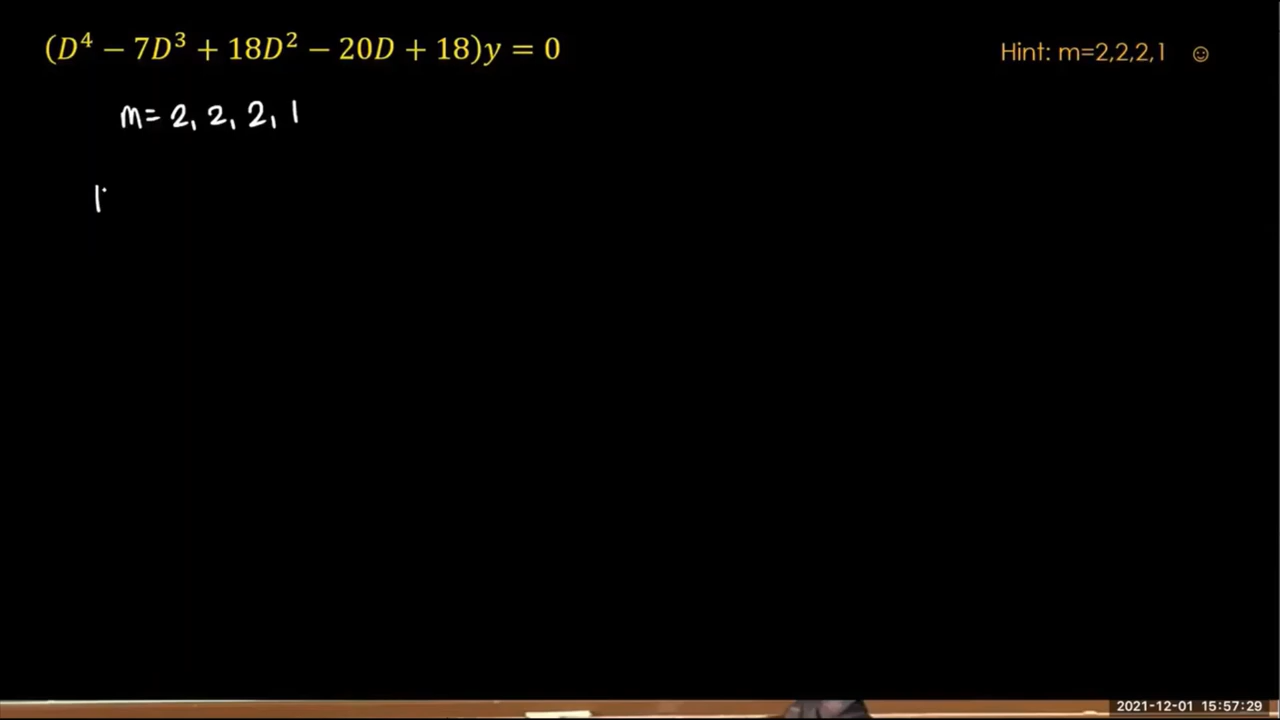 (D⁴ − 7D³ + 18D² − 20D + 18)y = 0
Hint: m=2,2,2,1 ☺
m= 2, 2, 2, 1
2021-12-01 15:57:29